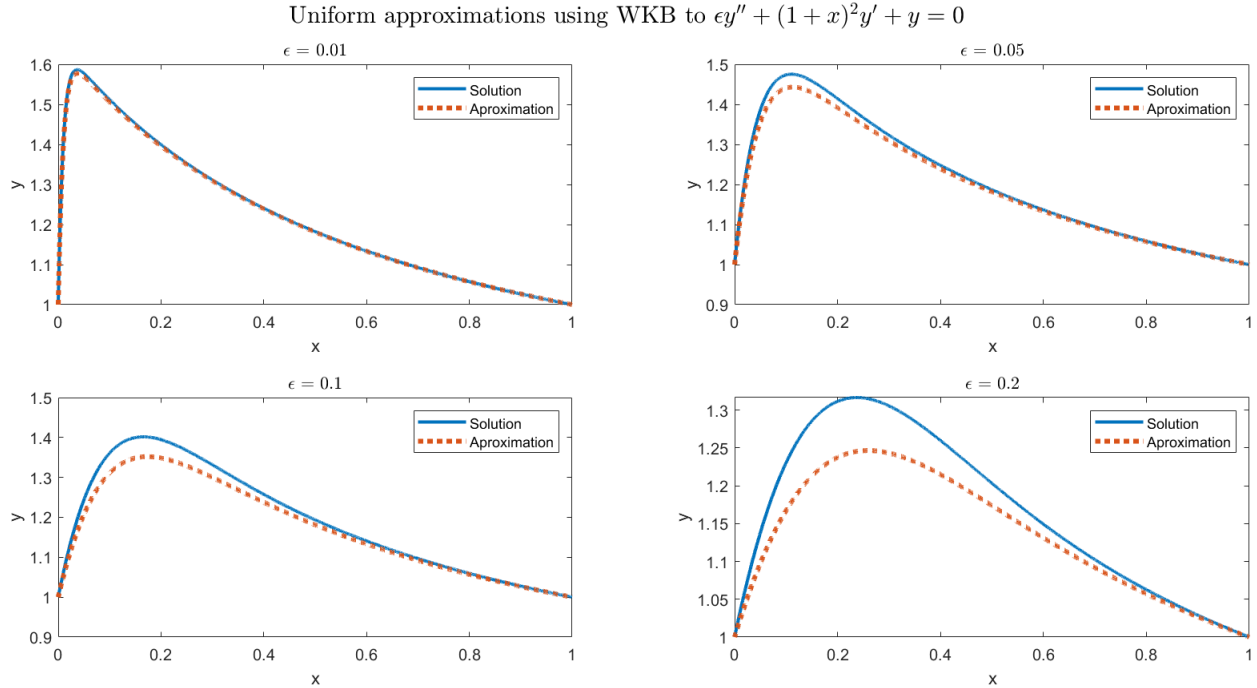 Uniform approximations using WKB to $\epsilon y'' + (1+x)^2 y' + y = 0$
ϵ = 0.01
1.6
1.5
1.4
1.3
1.2
1.1
1
y
0
0.2
0.4
0.6
0.8
1
x
Solution
Aproximation
ϵ = 0.05
1.5
1.4
1.3
1.2
1.1
1
0.9
y
0
0.2
0.4
0.6
0.8
1
x
Solution
Aproximation
ϵ = 0.1
1.5
1.4
1.3
1.2
1.1
1
0.9
y
0
0.2
0.4
0.6
0.8
1
x
Solution
Aproximation
ϵ = 0.2
1.3
1.25
1.2
1.15
1.1
1.05
1
y
0
0.2
0.4
0.6
0.8
1
x
Solution
Aproximation